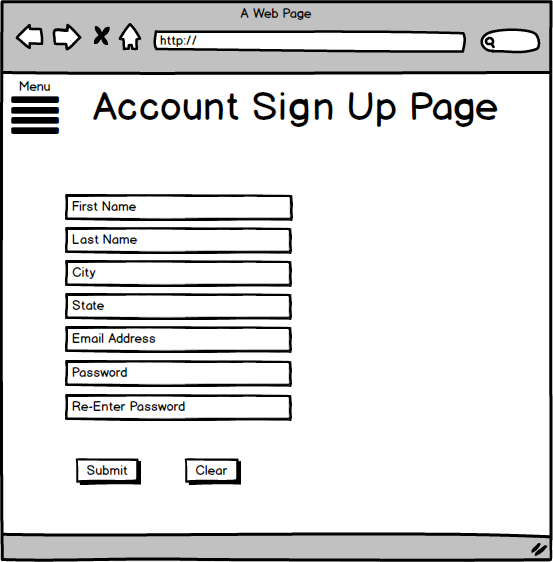 A Web Page
http://
Menu
Account Sign Up Page
First Name
Last Name
City
State
Email Address
Password
Re-Enter Password
Submit Clear